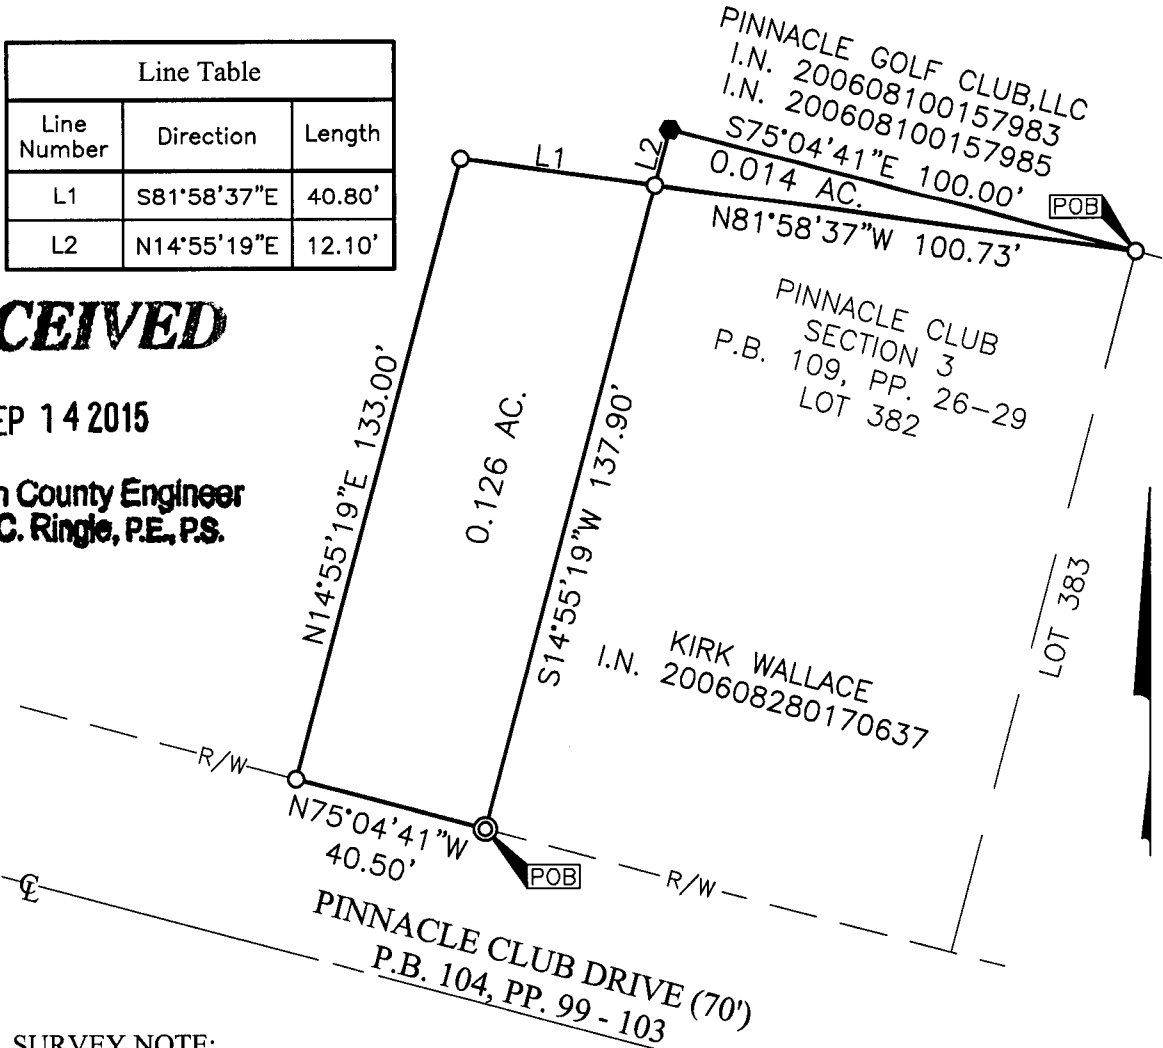 Line Table
Line Number Direction Length
L1 S81°58'37"E 40.80'
L2 N14°55'19"E 12.10'
PINNACLE GOLF CLUB,LLC
I.N. 200608100157983
I.N. 200608100157985
S75°04'41"E 100.00'
0.014 AC.
N81°58'37"W 100.73'
L1
L2
POB
CEIVED
EP 14 2015
n County Engineer
C. Ringle, P.E., P.S.
PINNACLE CLUB
SECTION 3
P.B. 109, PP. 26-29
LOT 382
N14°55'19"E 133.00'
0.126 AC.
S14°55'19"W 137.90'
KIRK WALLACE
I.N. 200608280170637
LOT 383
R/W
N75°04'41"W
40.50'
POB
R/W
℄
PINNACLE CLUB DRIVE (70')
P.B. 104, PP. 99 - 103
SURVEY NOTE: